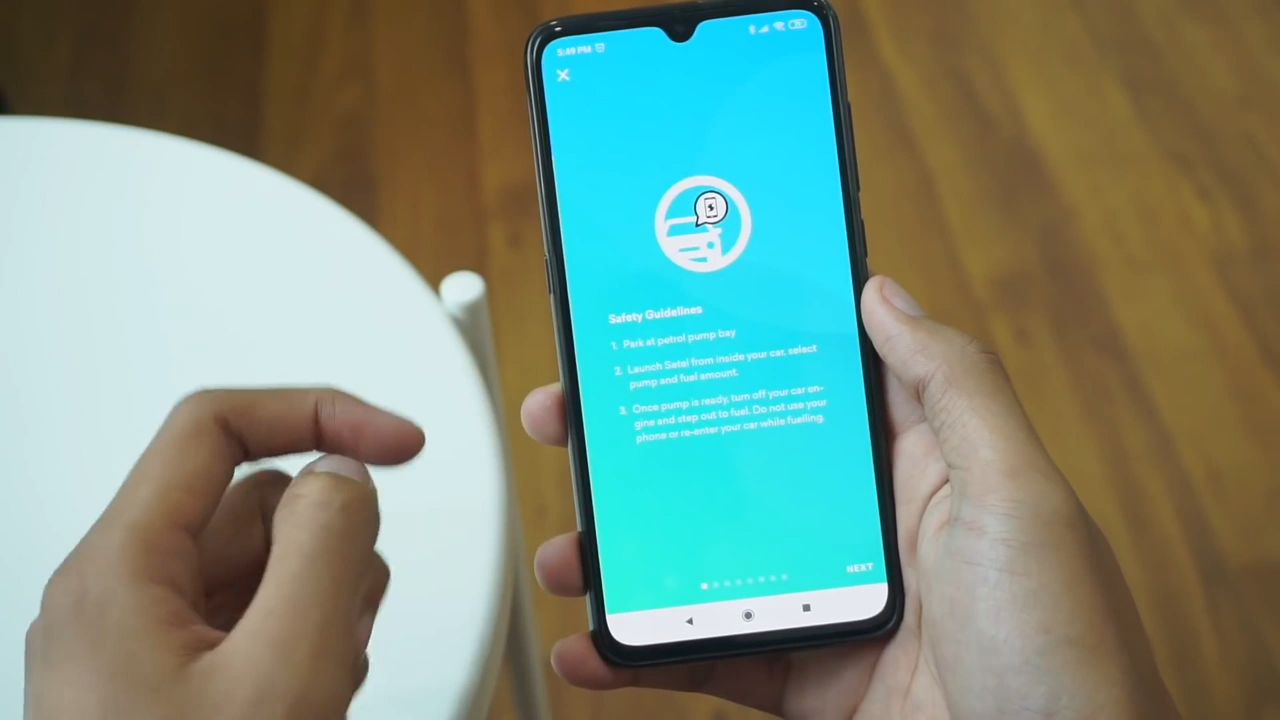 5:49 PM
Safety Guidelines
1. Park at petrol pump bay
2. Launch Setel from inside your car, select
pump and fuel amount.
3. Once pump is ready, turn off your car en-
gine and step out to fuel. Do not use your
phone or re-enter your car while fuelling.
NEXT